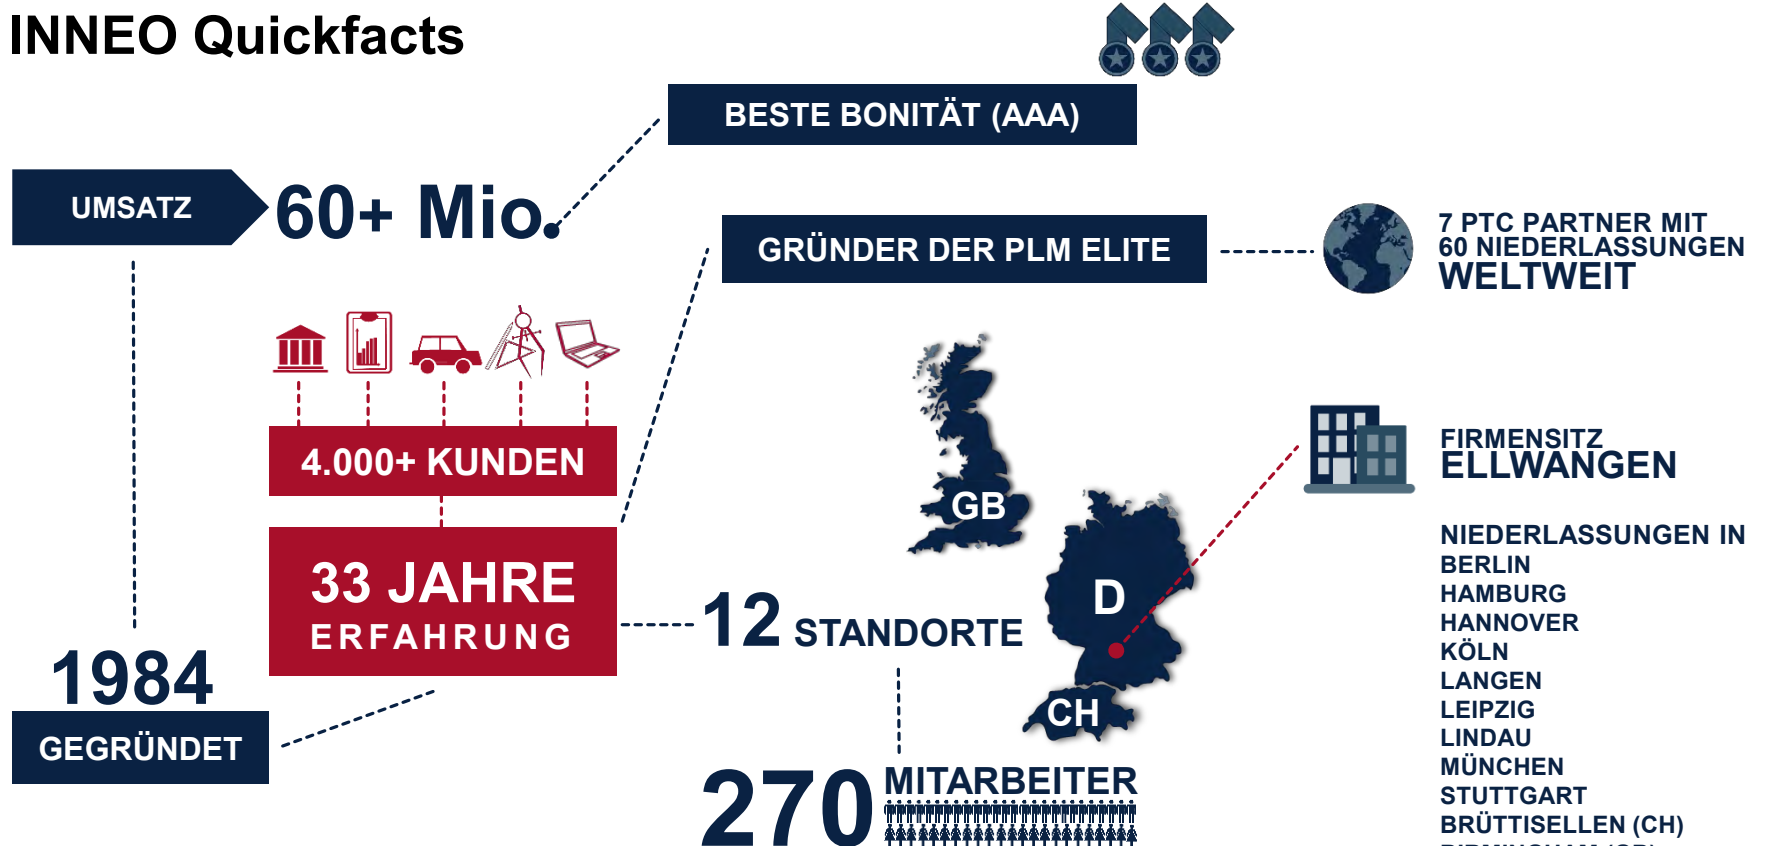 INNEO Quickfacts
BESTE BONITÄT (AAA)
UMSATZ
60+ Mio.
GRÜNDER DER PLM ELITE
7 PTC PARTNER MIT
60 NIEDERLASSUNGEN
WELTWEIT
4.000+ KUNDEN
33 JAHRE
ERFAHRUNG
1984
GEGRÜNDET
12 STANDORTE
270 MITARBEITER
GB
D
CH
FIRMENSITZ
ELLWANGEN
NIEDERLASSUNGEN IN
BERLIN
HAMBURG
HANNOVER
KÖLN
LANGEN
LEIPZIG
LINDAU
MÜNCHEN
STUTTGART
BRÜTTISELLEN (CH)
BIRMINGHAM (GB)